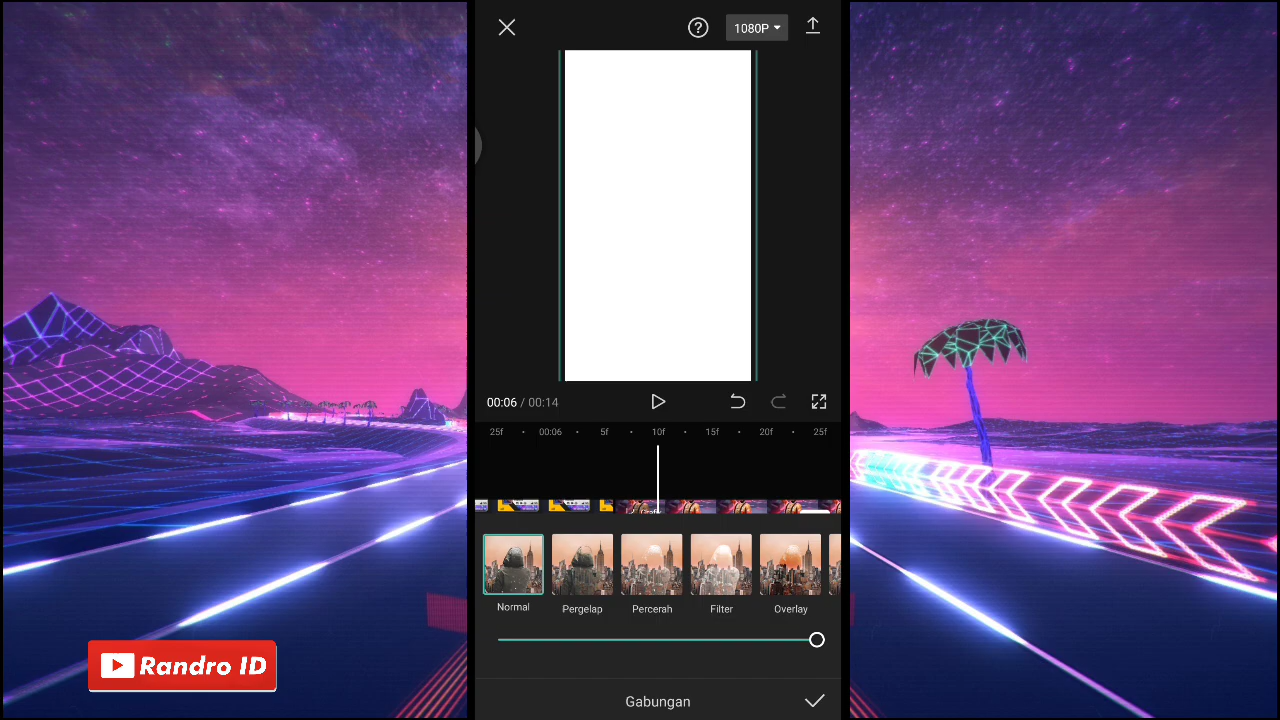 1080P
00:06 / 00:14
25f 00:06 5f 10f 15f 20f 25f
Normal Pergelap Percerah Filter Overlay
Gabungan
Randro ID